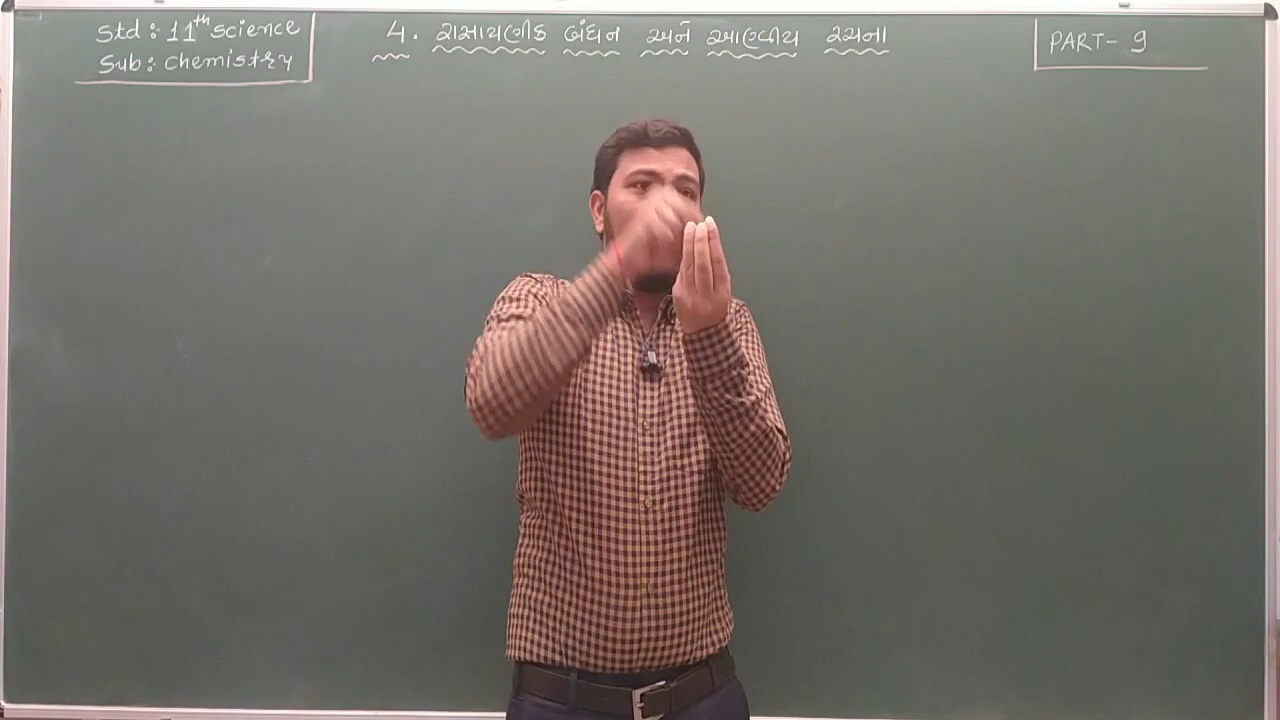 Std : 11th science
Sub : chemistry
4. રાસાયણીક બંધન અને આણ્વીય રચના
PART- 9